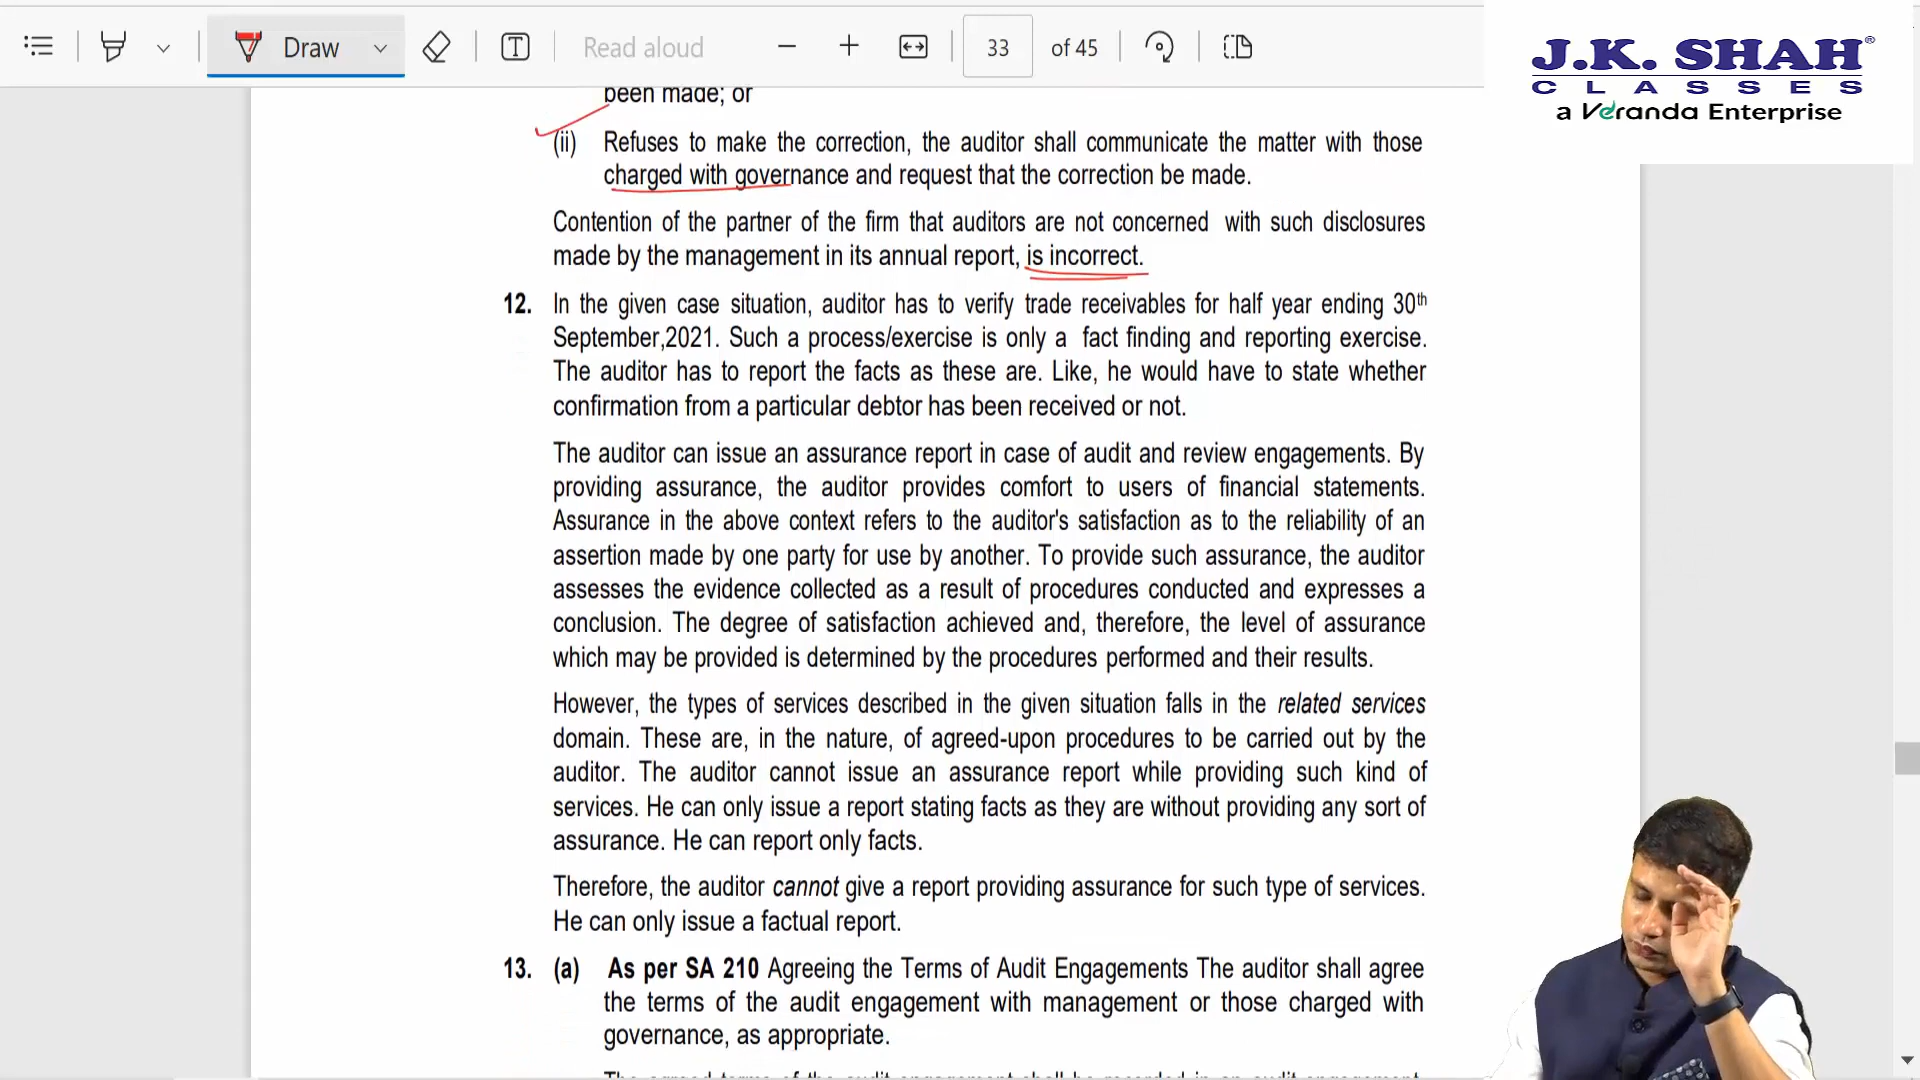 Draw
Read aloud
33
of 45
J.K. SHAH®
CLASSES
a Veranda Enterprise
been made; or
(ii) Refuses to make the correction, the auditor shall communicate the matter with those
charged with governance and request that the correction be made.
Contention of the partner of the firm that auditors are not concerned with such disclosures
made by the management in its annual report, is incorrect.
12. In the given case situation, auditor has to verify trade receivables for half year ending 30th
September,2021. Such a process/exercise is only a fact finding and reporting exercise.
The auditor has to report the facts as these are. Like, he would have to state whether
confirmation from a particular debtor has been received or not.
The auditor can issue an assurance report in case of audit and review engagements. By
providing assurance, the auditor provides comfort to users of financial statements.
Assurance in the above context refers to the auditor's satisfaction as to the reliability of an
assertion made by one party for use by another. To provide such assurance, the auditor
assesses the evidence collected as a result of procedures conducted and expresses a
conclusion. The degree of satisfaction achieved and, therefore, the level of assurance
which may be provided is determined by the procedures performed and their results.
However, the types of services described in the given situation falls in the related services
domain. These are, in the nature, of agreed-upon procedures to be carried out by the
auditor. The auditor cannot issue an assurance report while providing such kind of
services. He can only issue a report stating facts as they are without providing any sort of
assurance. He can report only facts.
Therefore, the auditor cannot give a report providing assurance for such type of services.
He can only issue a factual report.
13. (a) As per SA 210 Agreeing the Terms of Audit Engagements The auditor shall agree
the terms of the audit engagement with management or those charged with
governance, as appropriate.